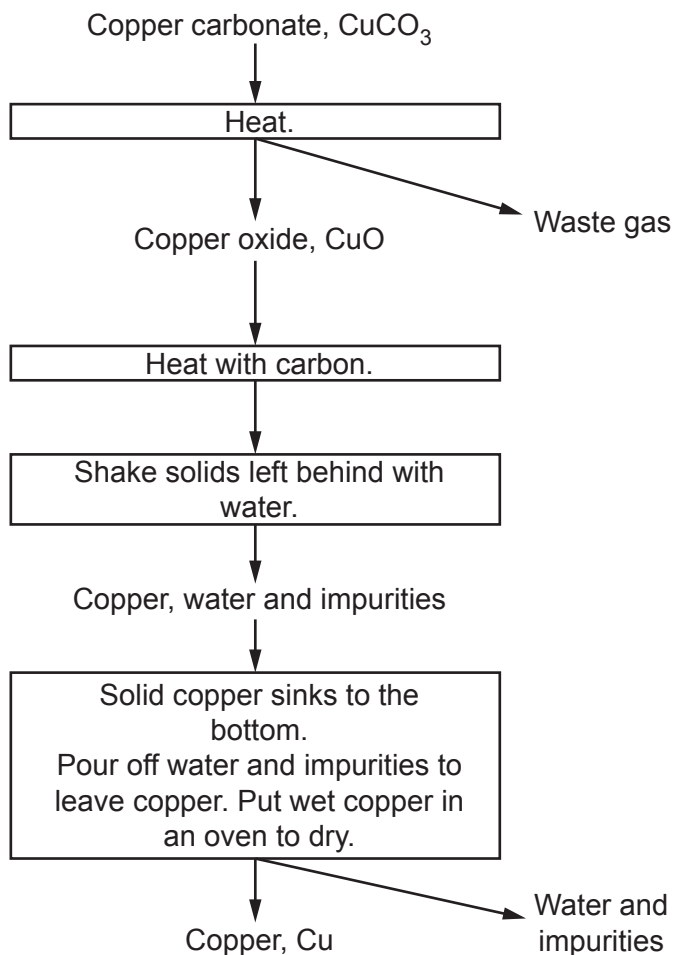 Copper carbonate, CuCO₃
Heat.
Waste gas
Copper oxide, CuO
Heat with carbon.
Shake solids left behind with
water.
Copper, water and impurities
Solid copper sinks to the
bottom.
Pour off water and impurities to
leave copper. Put wet copper in
an oven to dry.
Water and
impurities
Copper, Cu